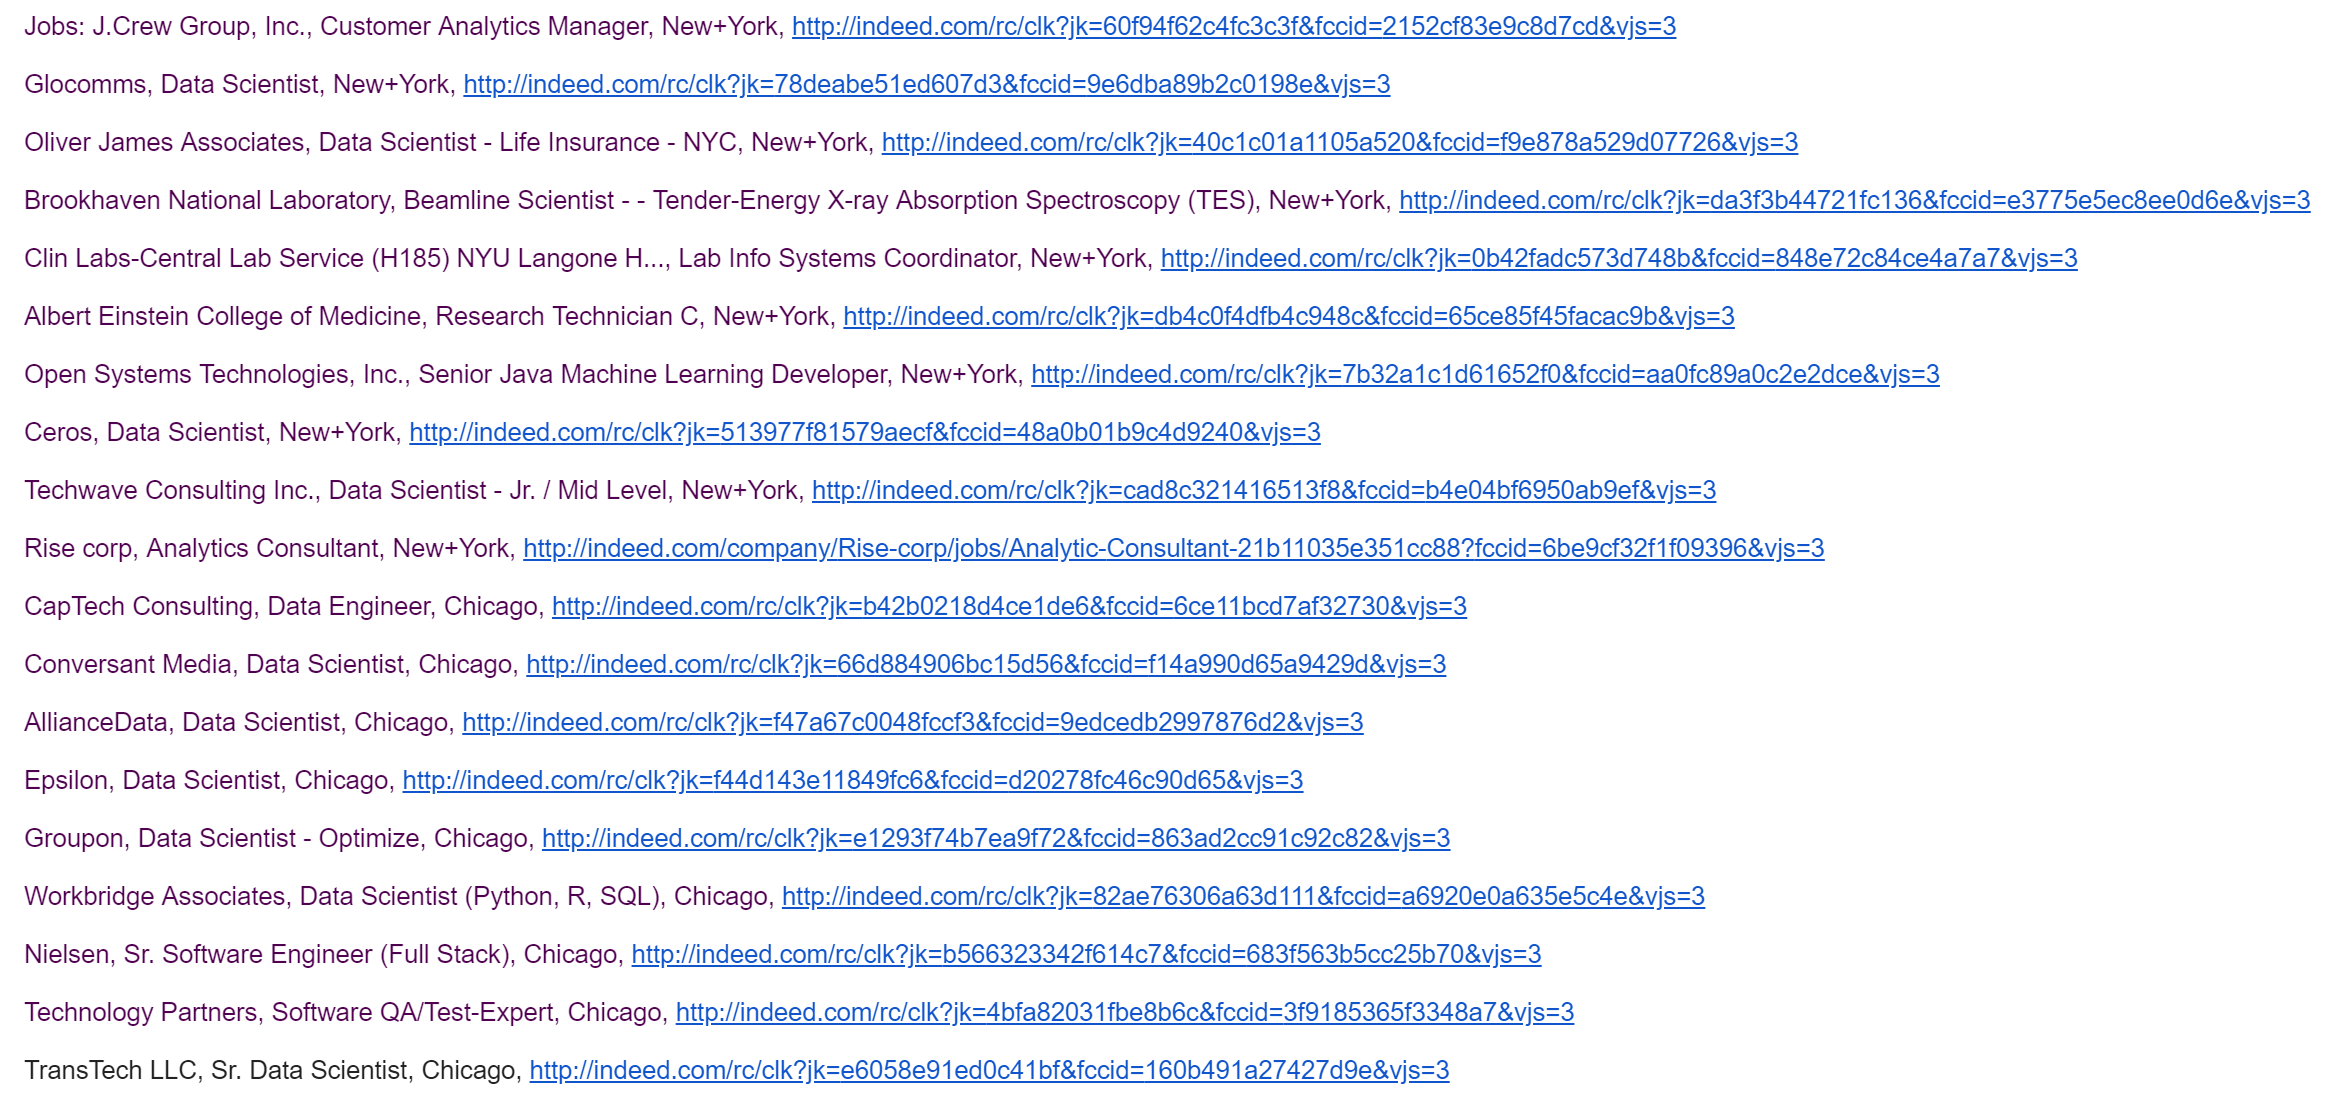 Jobs: J.Crew Group, Inc., Customer Analytics Manager, New+York, http://indeed.com/rc/clk?jk=60f94f62c4fc3c3f&fccid=2152cf83e9c8d7cd&vjs=3
Glocomms, Data Scientist, New+York, http://indeed.com/rc/clk?jk=78deabe51ed607d3&fccid=9e6dba89b2c0198e&vjs=3
Oliver James Associates, Data Scientist - Life Insurance - NYC, New+York, http://indeed.com/rc/clk?jk=40c1c01a1105a520&fccid=f9e878a529d07726&vjs=3
Brookhaven National Laboratory, Beamline Scientist - - Tender-Energy X-ray Absorption Spectroscopy (TES), New+York, http://indeed.com/rc/clk?jk=da3f3b44721fc136&fccid=e3775e5ec8ee0d6e&vjs=3
Clin Labs-Central Lab Service (H185) NYU Langone H..., Lab Info Systems Coordinator, New+York, http://indeed.com/rc/clk?jk=0b42fadc573d748b&fccid=848e72c84ce4a7a7&vjs=3
Albert Einstein College of Medicine, Research Technician C, New+York, http://indeed.com/rc/clk?jk=db4c0f4dfb4c948c&fccid=65ce85f45facac9b&vjs=3
Open Systems Technologies, Inc., Senior Java Machine Learning Developer, New+York, http://indeed.com/rc/clk?jk=7b32a1c1d61652f0&fccid=aa0fc89a0c2e2dce&vjs=3
Ceros, Data Scientist, New+York, http://indeed.com/rc/clk?jk=513977f81579aecf&fccid=48a0b01b9c4d9240&vjs=3
Techwave Consulting Inc., Data Scientist - Jr. / Mid Level, New+York, http://indeed.com/rc/clk?jk=cad8c321416513f8&fccid=b4e04bf6950ab9ef&vjs=3
Rise corp, Analytics Consultant, New+York, http://indeed.com/company/Rise-corp/jobs/Analytic-Consultant-21b11035e351cc88?fccid=6be9cf32f1f09396&vjs=3
CapTech Consulting, Data Engineer, Chicago, http://indeed.com/rc/clk?jk=b42b0218d4ce1de6&fccid=6ce11bcd7af32730&vjs=3
Conversant Media, Data Scientist, Chicago, http://indeed.com/rc/clk?jk=66d884906bc15d56&fccid=f14a990d65a9429d&vjs=3
AllianceData, Data Scientist, Chicago, http://indeed.com/rc/clk?jk=f47a67c0048fccf3&fccid=9edcedb2997876d2&vjs=3
Epsilon, Data Scientist, Chicago, http://indeed.com/rc/clk?jk=f44d143e11849fc6&fccid=d20278fc46c90d65&vjs=3
Groupon, Data Scientist - Optimize, Chicago, http://indeed.com/rc/clk?jk=e1293f74b7ea9f72&fccid=863ad2cc91c92c82&vjs=3
Workbridge Associates, Data Scientist (Python, R, SQL), Chicago, http://indeed.com/rc/clk?jk=82ae76306a63d111&fccid=a6920e0a635e5c4e&vjs=3
Nielsen, Sr. Software Engineer (Full Stack), Chicago, http://indeed.com/rc/clk?jk=b566323342f614c7&fccid=683f563b5cc25b70&vjs=3
Technology Partners, Software QA/Test-Expert, Chicago, http://indeed.com/rc/clk?jk=4bfa82031fbe8b6c&fccid=3f9185365f3348a7&vjs=3
TransTech LLC, Sr. Data Scientist, Chicago, http://indeed.com/rc/clk?jk=e6058e91ed0c41bf&fccid=160b491a27427d9e&vjs=3